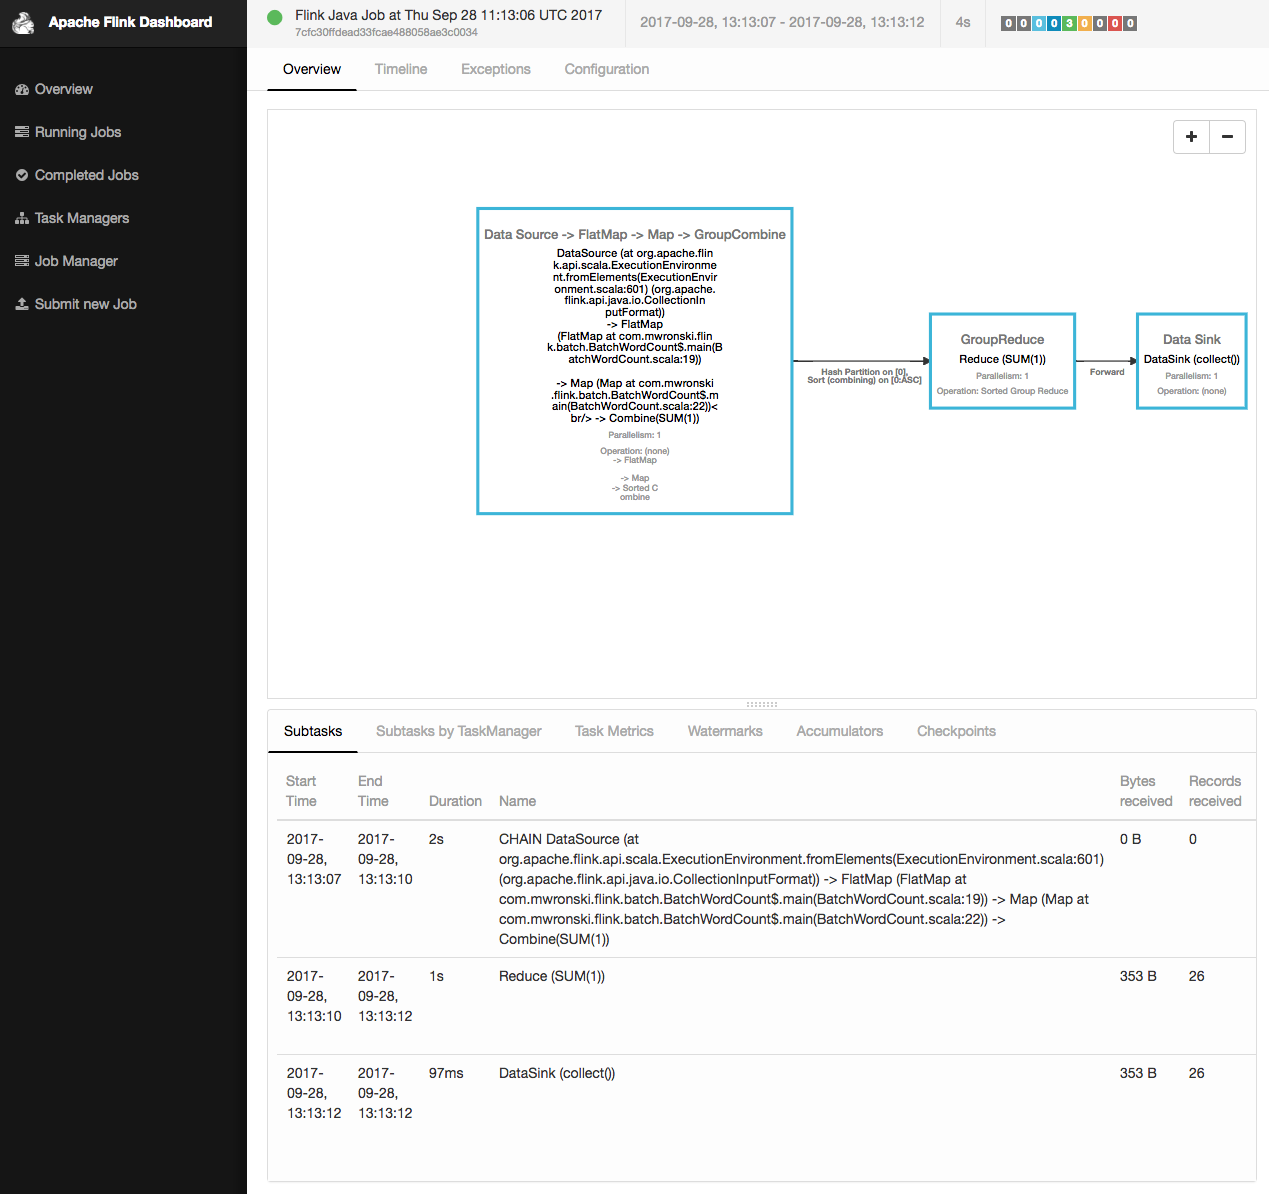 Apache Flink Dashboard
Overview
Running Jobs
Completed Jobs
Task Managers
Job Manager
Submit new Job
Flink Java Job at Thu Sep 28 11:13:06 UTC 2017
7cfc30ffdead33fcae488058ae3c0034
2017-09-28, 13:13:07 - 2017-09-28, 13:13:12
4s
0 0 0 0 3 0 0 0 0
Overview Timeline Exceptions Configuration
+ −
Data Source -> FlatMap -> Map -> GroupCombine
DataSource (at org.apache.flin
k.api.scala.ExecutionEnvironme
nt.fromElements(ExecutionEnvir
onment.scala:601) (org.apache.
flink.api.java.io.CollectionIn
putFormat))
-> FlatMap
(FlatMap at com.mwronski.flin
k.batch.BatchWordCount$.main(B
atchWordCount.scala:19))
-> Map (Map at com.mwronski
.flink.batch.BatchWordCount$.m
ain(BatchWordCount.scala:22))<
br/> -> Combine(SUM(1))
Parallelism: 1
Operation: (none)
-> FlatMap
-> Map
-> Sorted C
ombine
Hash Partition on [0],
Sort (combining) on [0:ASC]
GroupReduce
Reduce (SUM(1))
Parallelism: 1
Operation: Sorted Group Reduce
Forward
Data Sink
DataSink (collect())
Parallelism: 1
Operation: (none)
Subtasks Subtasks by TaskManager Task Metrics Watermarks Accumulators Checkpoints
Start Time End Time Duration Name Bytes received Records received
2017-09-28, 13:13:07 2017-09-28, 13:13:10 2s CHAIN DataSource (at
org.apache.flink.api.scala.ExecutionEnvironment.fromElements(ExecutionEnvironment.scala:601)
(org.apache.flink.api.java.io.CollectionInputFormat)) -> FlatMap (FlatMap at
com.mwronski.flink.batch.BatchWordCount$.main(BatchWordCount.scala:19)) -> Map (Map at
com.mwronski.flink.batch.BatchWordCount$.main(BatchWordCount.scala:22)) ->
Combine(SUM(1)) 0 B 0
2017-09-28, 13:13:10 2017-09-28, 13:13:12 1s Reduce (SUM(1)) 353 B 26
2017-09-28, 13:13:12 2017-09-28, 13:13:12 97ms DataSink (collect()) 353 B 26